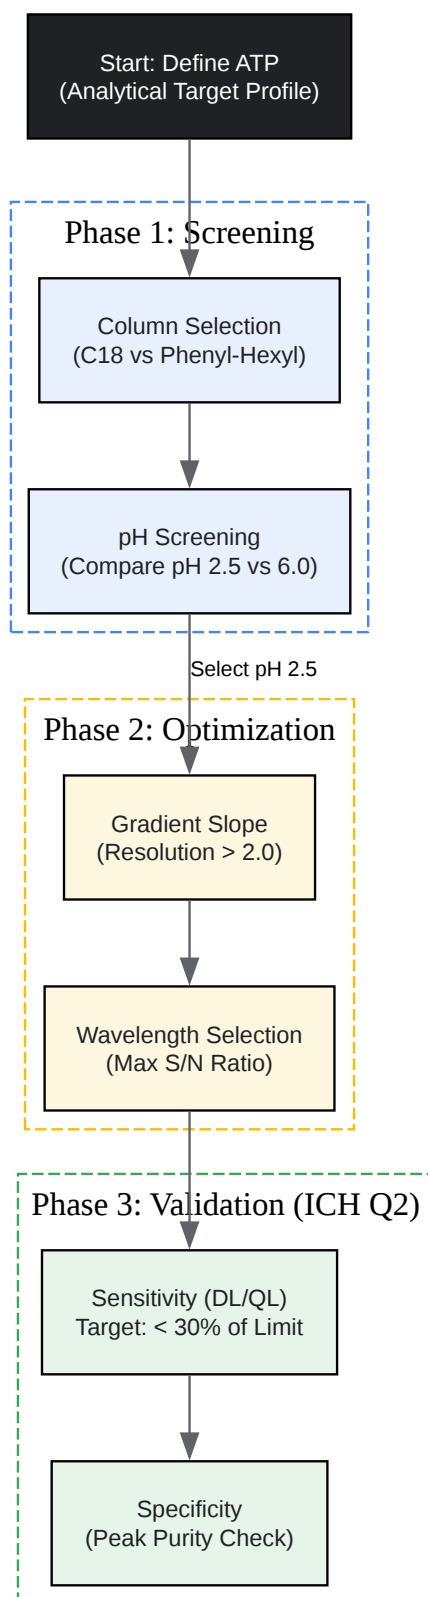 Start: Define ATP
(Analytical Target Profile)
Phase 1: Screening
Column Selection
(C18 vs Phenyl-Hexyl)
pH Screening
(Compare pH 2.5 vs 6.0)
Select pH 2.5
Phase 2: Optimization
Gradient Slope
(Resolution > 2.0)
Wavelength Selection
(Max S/N Ratio)
Phase 3: Validation (ICH Q2)
Sensitivity (DL/QL)
Target: < 30% of Limit
Specificity
(Peak Purity Check)